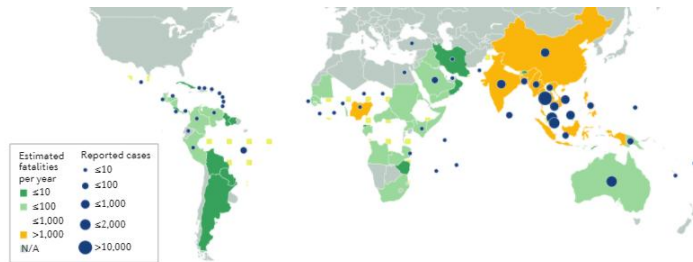 Estimated
fatalities
per year
≤10
≤100
≤1,000
>1,000
N/A
Reported cases
≤10
≤100
≤1,000
≤2,000
>10,000